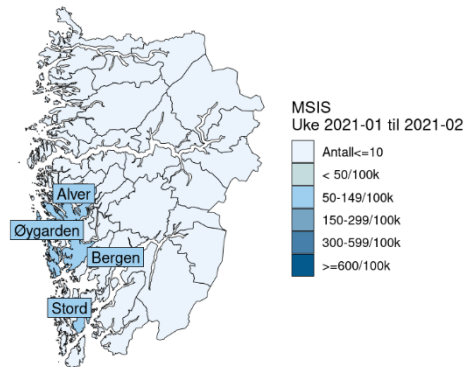 MSIS
Uke 2021-01 til 2021-02
Antall<=10
< 50/100k
50-149/100k
150-299/100k
300-599/100k
>=600/100k
Alver
Øygarden
Bergen
Stord